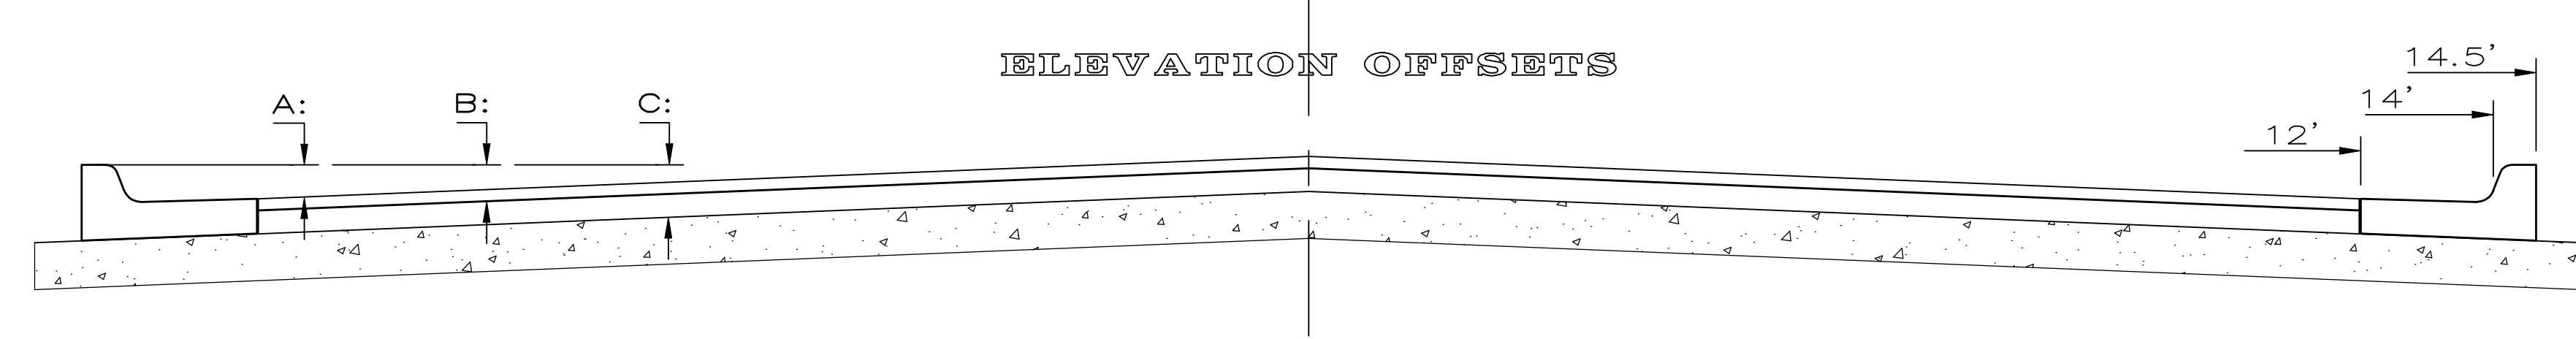 ELEVATION OFFSETS
14.5’
A: B: C:
14’
12’